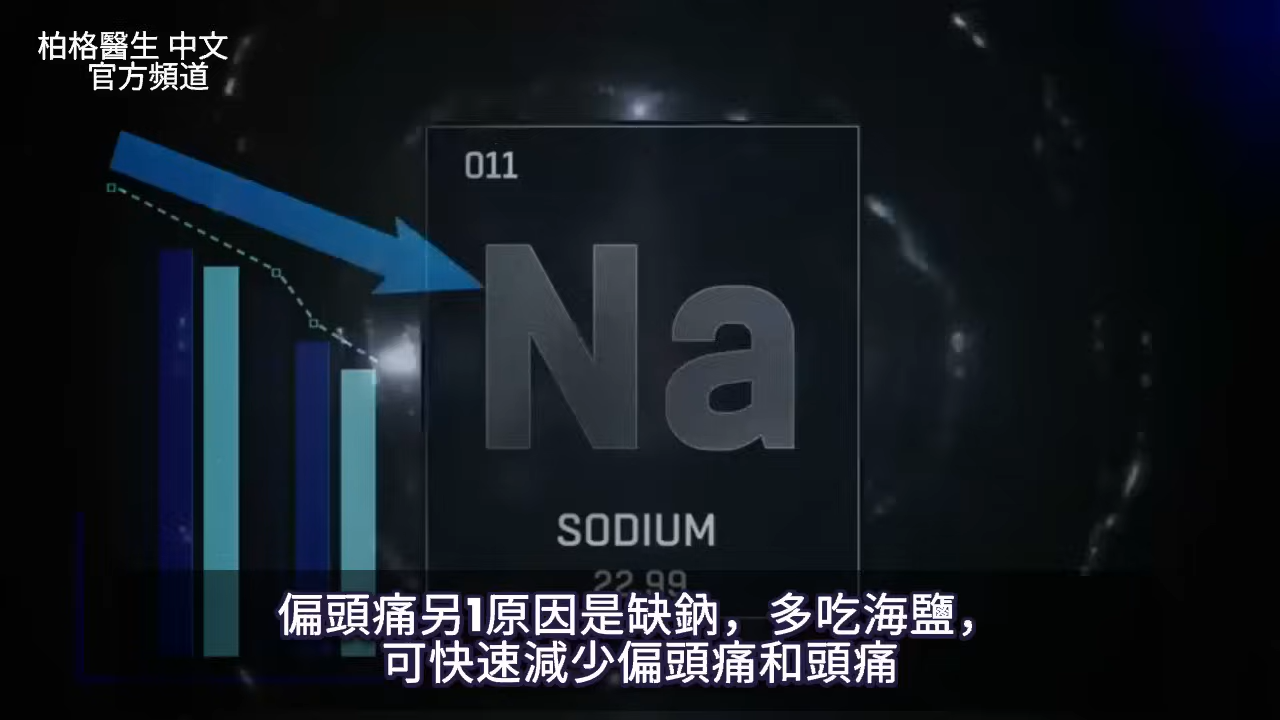 柏格醫生 中文
官方頻道
011
Na
SODIUM
22.99
偏頭痛另1原因是缺鈉，多吃海鹽，
可快速減少偏頭痛和頭痛